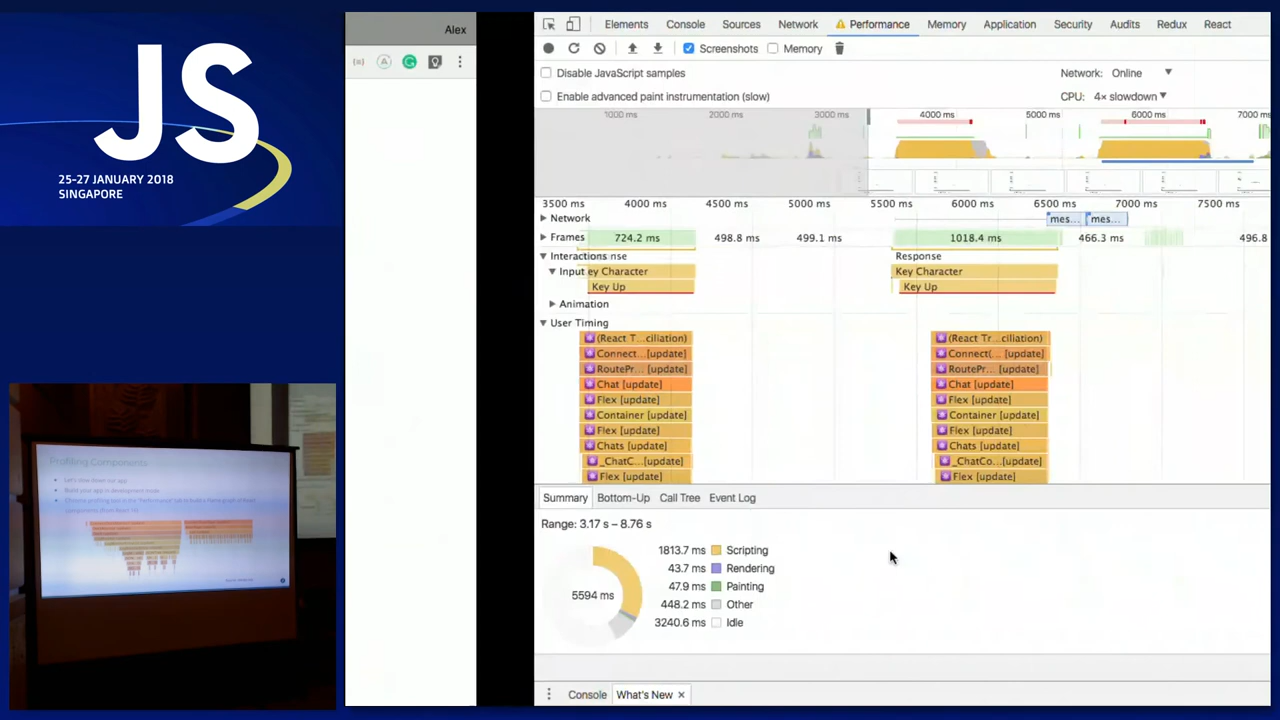 JS
25-27 JANUARY 2018
SINGAPORE
Profiling Components
Alex
Elements Console Sources Network Performance Memory Application Security Audits Redux React
Screenshots Memory
Disable JavaScript samples Network: Online
Enable advanced paint instrumentation (slow) CPU: 4× slowdown
1000 ms 2000 ms 3000 ms 4000 ms 5000 ms 6000 ms 7000 ms
3500 ms 4000 ms 4500 ms 5000 ms 5500 ms 6000 ms 6500 ms 7000 ms 7500 ms
Network mes... mes...
Frames 724.2 ms 498.8 ms 499.1 ms 1018.4 ms 466.3 ms 496.8
Interactions nse Response
Input ey Character Key Character
Key Up Key Up
Animation
User Timing
(React T...ciliation) (React Tr...ciliation)
Connect... [update] Connect(... [update]
RoutePr... [update] RoutePr... [update]
Chat [update] Chat [update]
Flex [update] Flex [update]
Container [update] Container [update]
Flex [update] Flex [update]
Chats [update] Chats [update]
_ChatC...[update] _ChatCo...[update]
Flex [update] Flex [update]
Summary Bottom-Up Call Tree Event Log
Range: 3.17 s – 8.76 s
5594 ms
1813.7 ms Scripting
43.7 ms Rendering
47.9 ms Painting
448.2 ms Other
3240.6 ms Idle
Console What's New ×